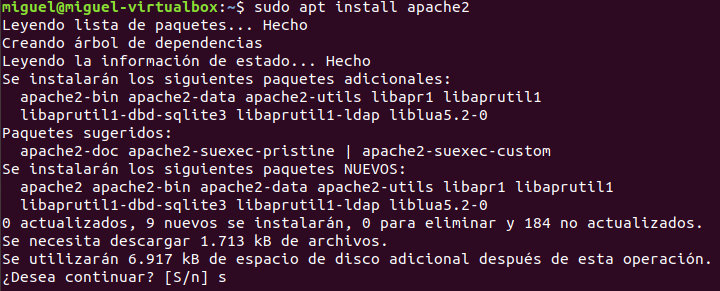 miguel@miguel-virtualbox:~$ sudo apt install apache2
Leyendo lista de paquetes... Hecho
Creando árbol de dependencias
Leyendo la información de estado... Hecho
Se instalarán los siguientes paquetes adicionales:
  apache2-bin apache2-data apache2-utils libapr1 libaprutil1
  libaprutil1-dbd-sqlite3 libaprutil1-ldap liblua5.2-0
Paquetes sugeridos:
  apache2-doc apache2-suexec-pristine | apache2-suexec-custom
Se instalarán los siguientes paquetes NUEVOS:
  apache2 apache2-bin apache2-data apache2-utils libapr1 libaprutil1
  libaprutil1-dbd-sqlite3 libaprutil1-ldap liblua5.2-0
0 actualizados, 9 nuevos se instalarán, 0 para eliminar y 184 no actualizados.
Se necesita descargar 1.713 kB de archivos.
Se utilizarán 6.917 kB de espacio de disco adicional después de esta operación.
¿Desea continuar? [S/n] s